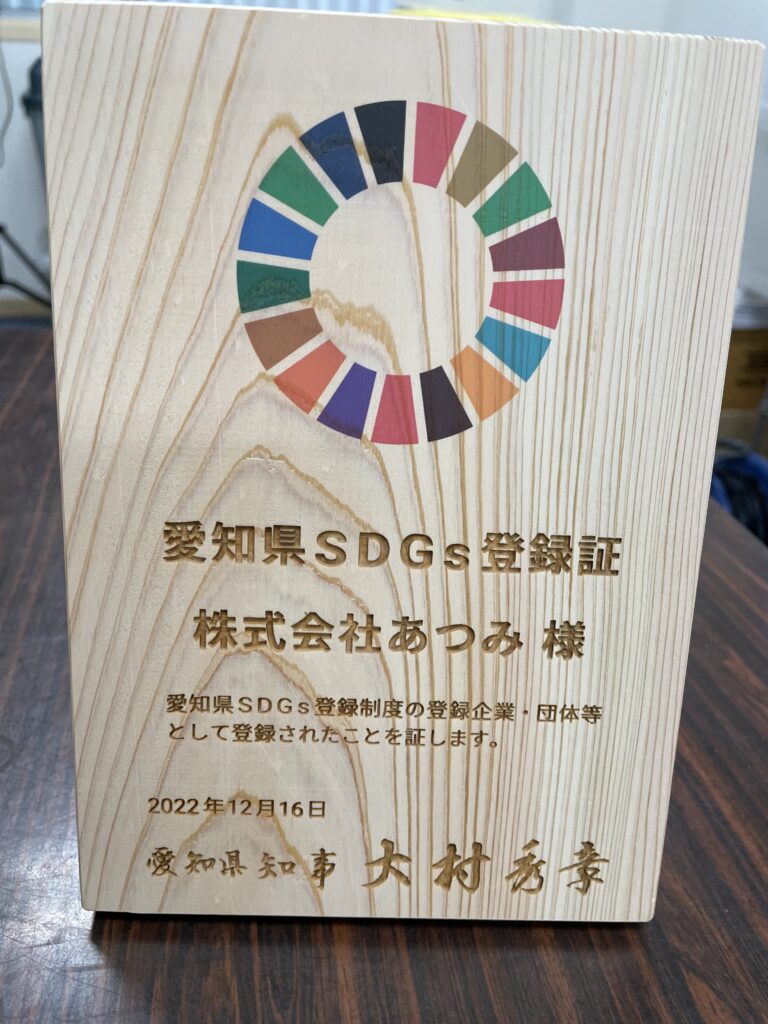 愛知県SDGs登録証
株式会社あつみ 様
愛知県SDGs登録制度の登録企業・団体等
として登録されたことを証します。
2022年12月16日
愛知県知事 大村秀章